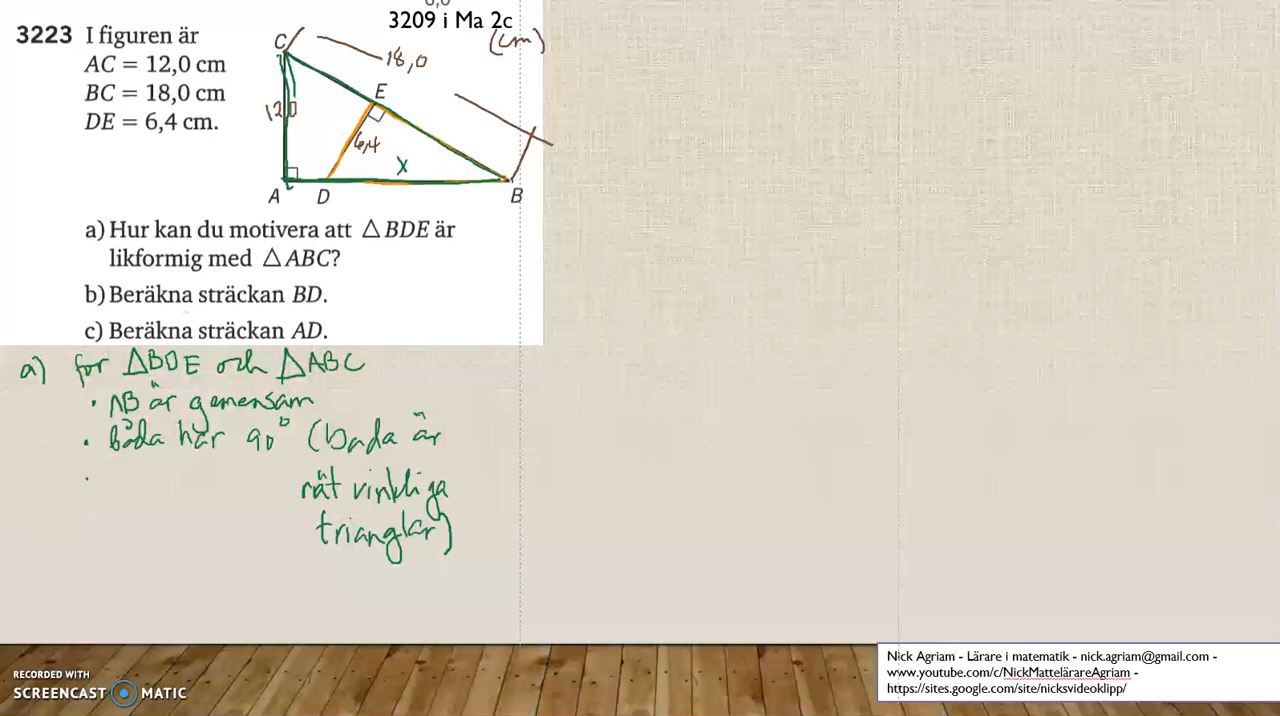 3209 i Ma 2c
3223 I figuren är
AC = 12,0 cm
BC = 18,0 cm
DE = 6,4 cm.
(cm)
C
18,0
E
12,0
6,4
x
A
D
B
a) Hur kan du motivera att △BDE är
likformig med △ABC?
b) Beräkna sträckan BD.
c) Beräkna sträckan AD.
a) för △BDE och △ABC
• ∧B är gemensam
• båda har 90° (båda är
rät vinkliga
trianglar)
•
RECORDED WITH
SCREENCAST MATIC
Nick Agriam - Lärare i matematik - nick.agriam@gmail.com -
www.youtube.com/c/NickMattelärareAgriam -
https://sites.google.com/site/nicksvideoklipp/